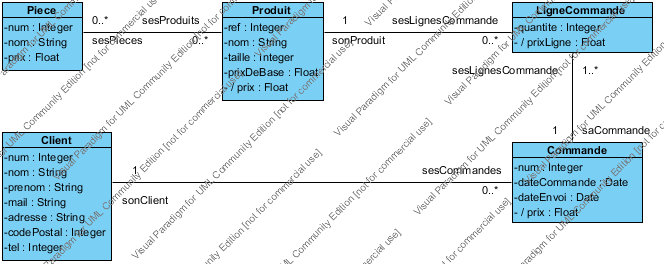 Piece
-num : Integer
-nom : String
-prix : Float
0..*
sesProduits
sesPieces
0..*
Produit
-ref : Integer
-nom : String
-taille : Integer
-prixDeBase : Float
- / prix : Float
1
sesLignesCommande
sonProduit
0..*
LigneCommande
-quantite : Integer
- / prixLigne : Float
sesLignesCommande
1..*
1
saCommande
Client
-num : Integer
-nom : String
-prenom : String
-mail : String
-adresse : String
-codePostal : Integer
-tel : Integer
1
sonClient
sesCommandes
0..*
Commande
-num : Integer
-dateCommande : Date
-dateEnvoi : Date
- / prix : Float
Visual Paradigm for UML Community Edition [not for commercial use]